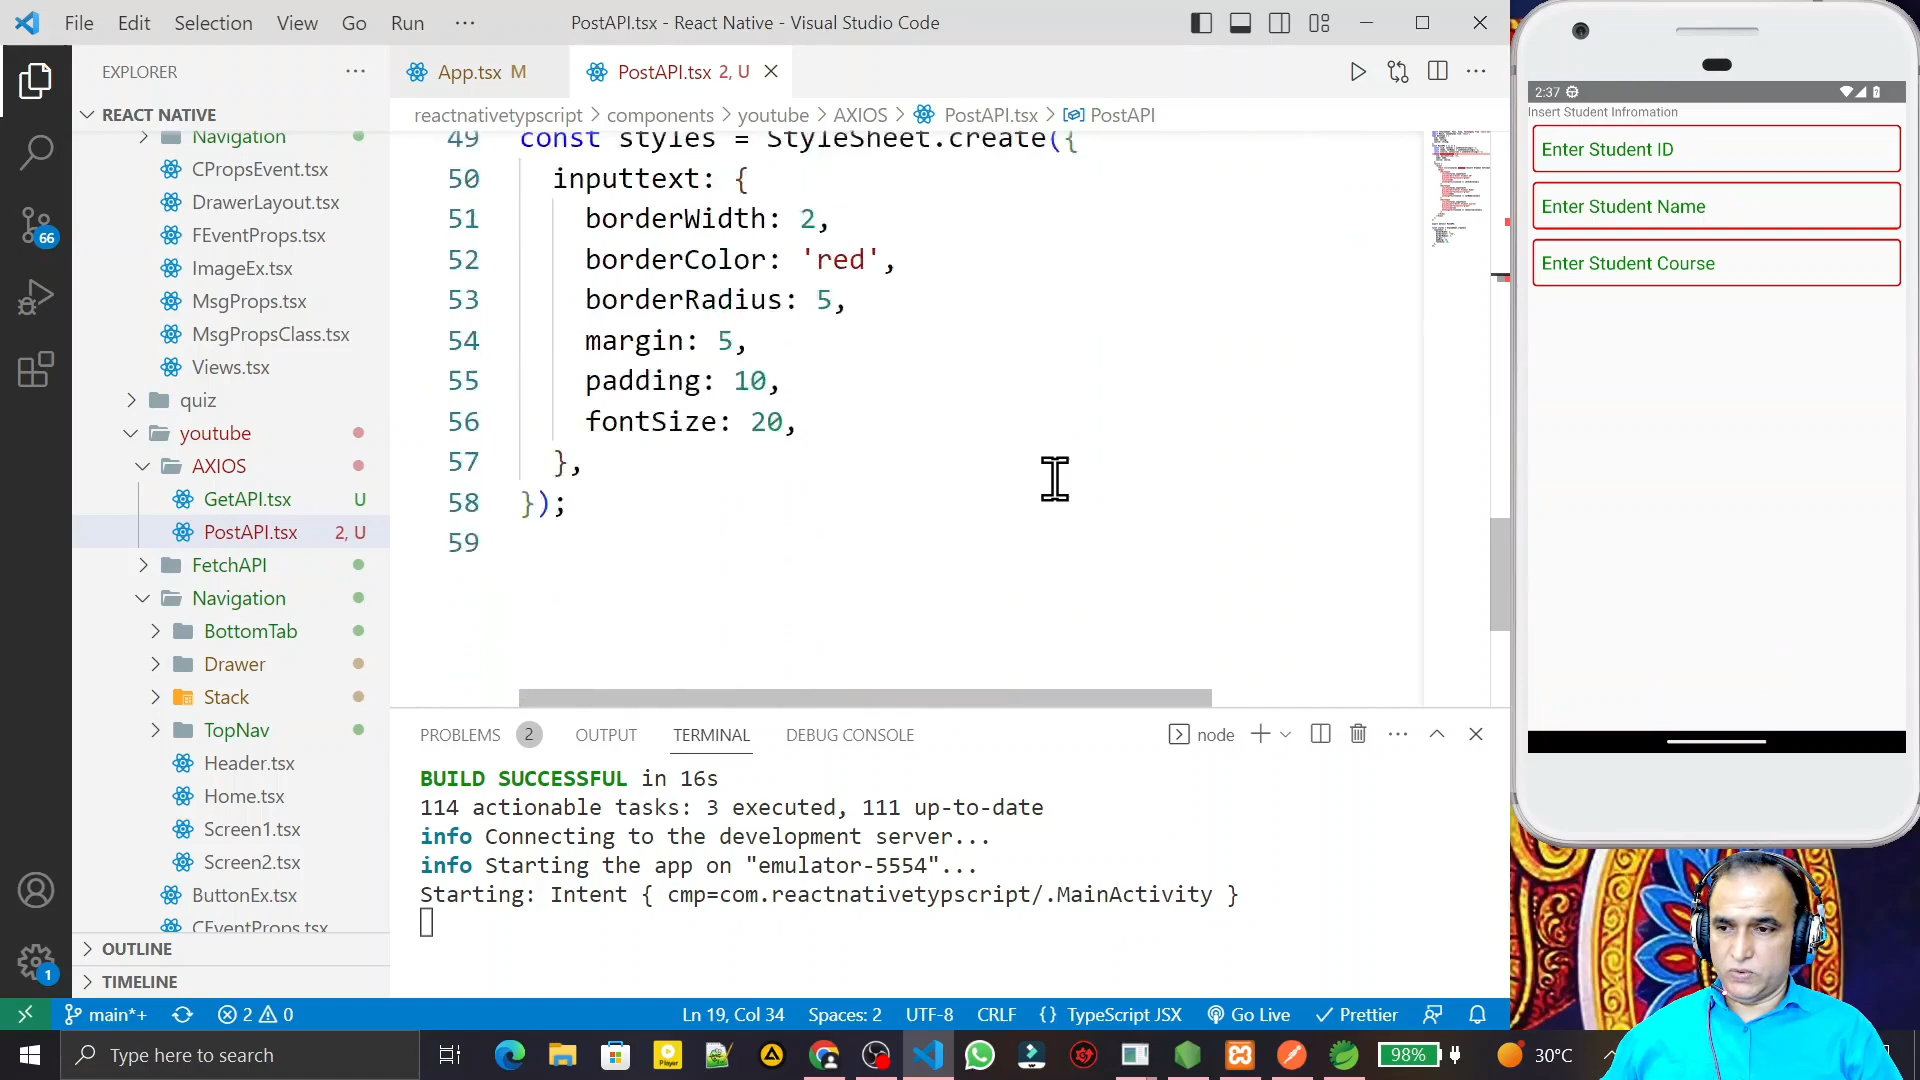 File Edit Selection View Go Run ··· PostAPI.tsx - React Native - Visual Studio Code
EXPLORER
REACT NATIVE
Navigation
CPropsEvent.tsx
DrawerLayout.tsx
FEventProps.tsx
ImageEx.tsx
MsgProps.tsx
MsgPropsClass.tsx
Views.tsx
quiz
youtube
AXIOS
GetAPI.tsx U
PostAPI.tsx 2, U
FetchAPI
Navigation
BottomTab
Drawer
Stack
TopNav
Header.tsx
Home.tsx
Screen1.tsx
Screen2.tsx
ButtonEx.tsx
CEventProps.tsx
OUTLINE
TIMELINE
66
1
App.tsx M
PostAPI.tsx 2, U
reactnativetypscript > components > youtube > AXIOS > PostAPI.tsx > PostAPI
49 const styles = StyleSheet.create({
50 inputtext: {
51 borderWidth: 2,
52 borderColor: 'red',
53 borderRadius: 5,
54 margin: 5,
55 padding: 10,
56 fontSize: 20,
57 },
58 });
59
PROBLEMS 2 OUTPUT TERMINAL DEBUG CONSOLE node
BUILD SUCCESSFUL in 16s
114 actionable tasks: 3 executed, 111 up-to-date
info Connecting to the development server...
info Starting the app on "emulator-5554"...
Starting: Intent { cmp=com.reactnativetypscript/.MainActivity }
main*+ 2 0 Ln 19, Col 34 Spaces: 2 UTF-8 CRLF {} TypeScript JSX Go Live Prettier
Type here to search
Player
98% 30°C
2:37
Insert Student Infromation
Enter Student ID
Enter Student Name
Enter Student Course